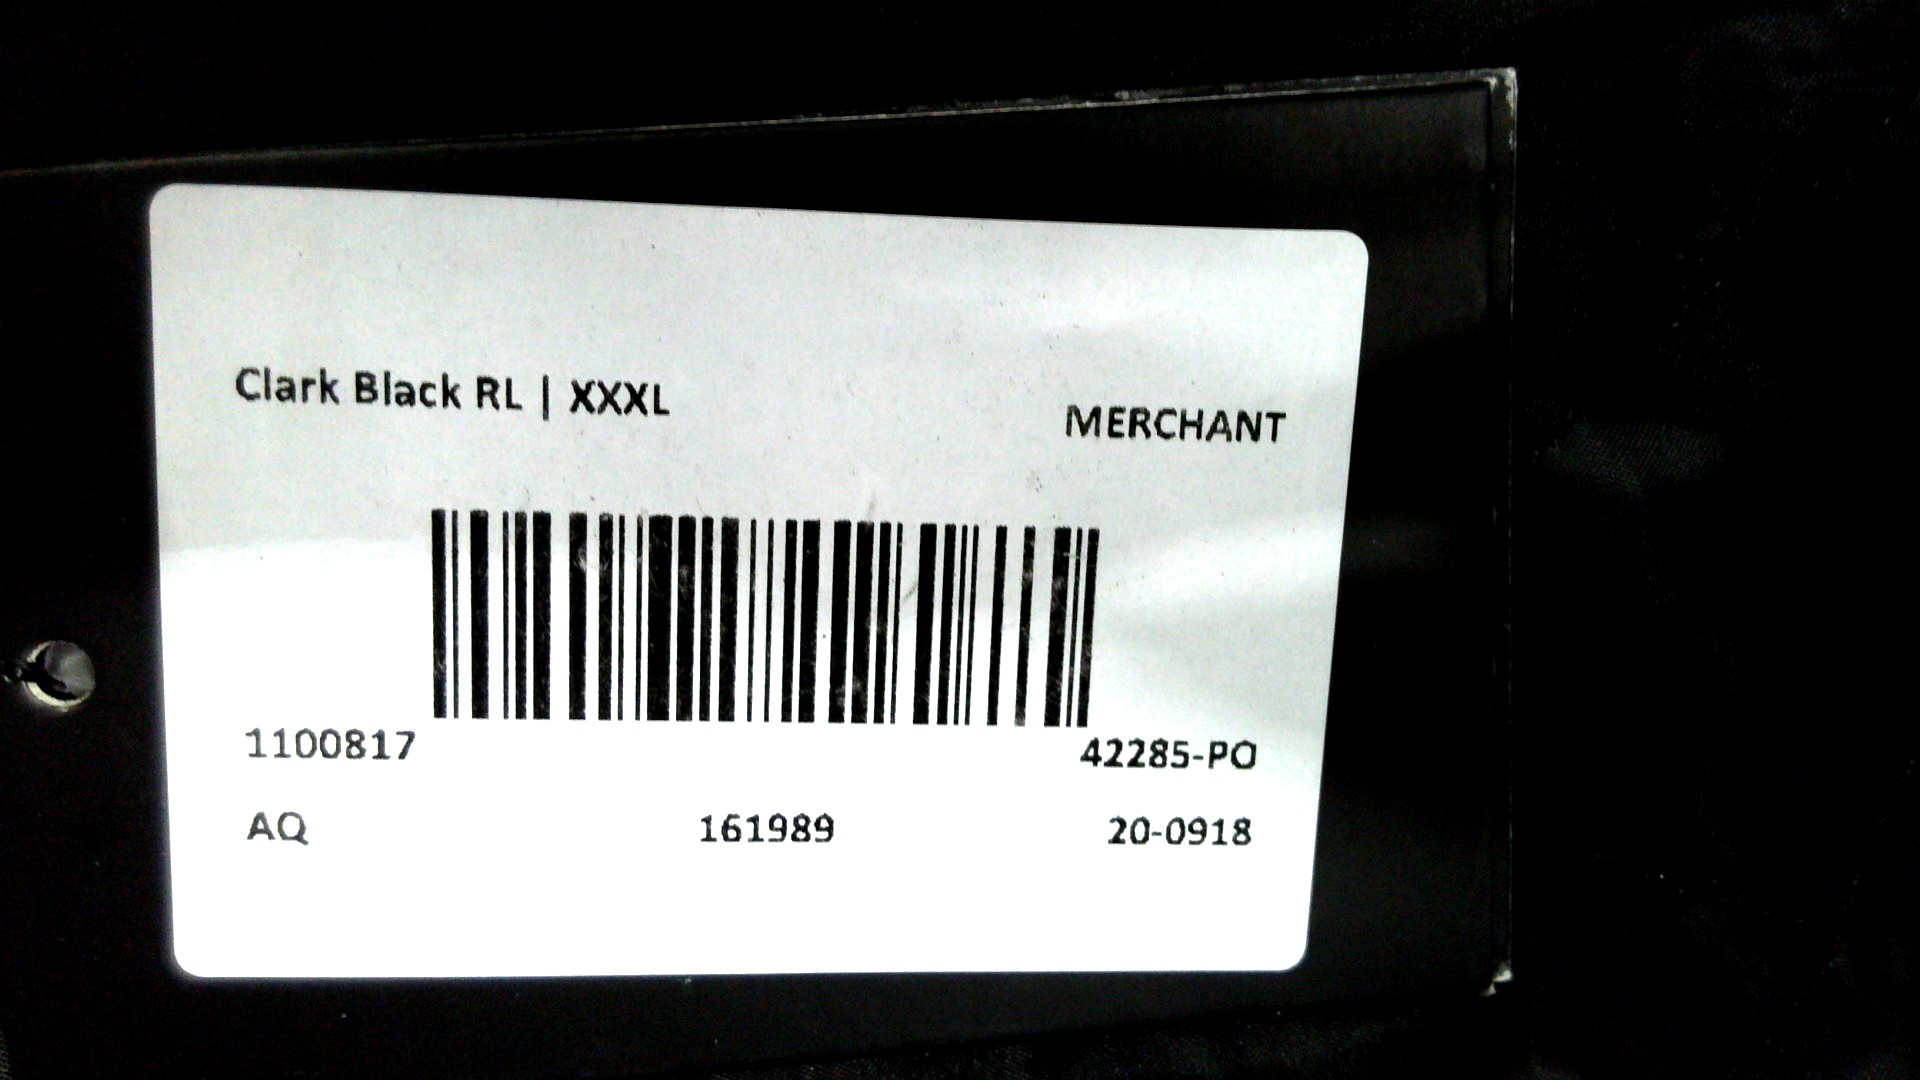 Clark Black RL | XXXL
MERCHANT
1100817
42285-PO
AQ
161989
20-0918